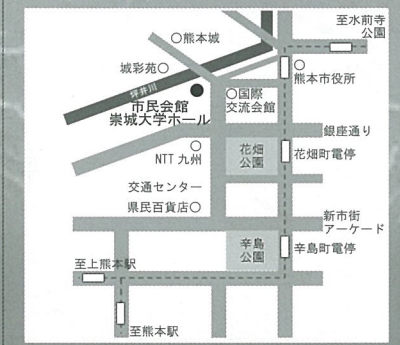 至水前寺
公園
○熊本城
城彩苑○
坪井川
○
熊本市役所
市民会館
崇城大学ホール
○国際
交流会館
銀座通り
○
NTT 九州
花畑
公園
花畑町電停
交通センター
県民百貨店○
新市街
アーケード
辛島
公園
辛島町電停
至上熊本駅
至熊本駅